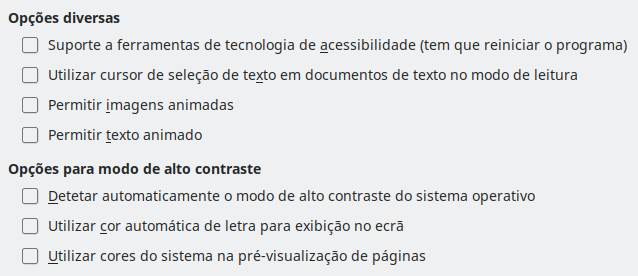 Opções diversas
Suporte a ferramentas de tecnologia de acessibilidade (tem que reiniciar o programa)
Utilizar cursor de seleção de texto em documentos de texto no modo de leitura
Permitir imagens animadas
Permitir texto animado
Opções para modo de alto contraste
Detetar automaticamente o modo de alto contraste do sistema operativo
Utilizar cor automática de letra para exibição no ecrã
Utilizar cores do sistema na pré-visualização de páginas